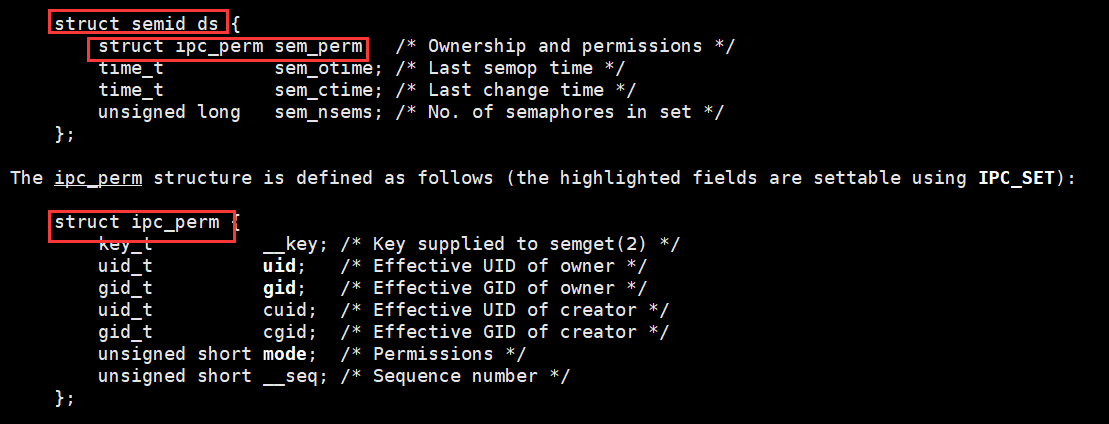 struct semid_ds {
struct ipc_perm sem_perm /* Ownership and permissions */
time_t sem_otime; /* Last semop time */
time_t sem_ctime; /* Last change time */
unsigned long sem_nsems; /* No. of semaphores in set */
};
The ipc_perm structure is defined as follows (the highlighted fields are settable using IPC_SET):
struct ipc_perm {
key_t __key; /* Key supplied to semget(2) */
uid_t uid; /* Effective UID of owner */
gid_t gid; /* Effective GID of owner */
uid_t cuid; /* Effective UID of creator */
gid_t cgid; /* Effective GID of creator */
unsigned short mode; /* Permissions */
unsigned short __seq; /* Sequence number */
};